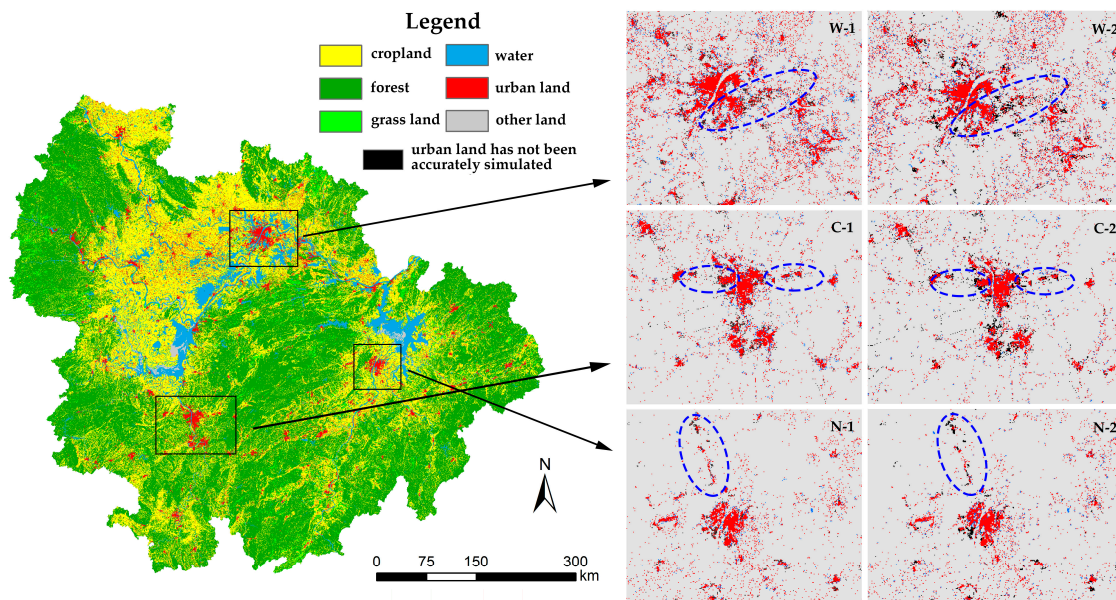 Legend
cropland
water
forest
urban land
grass land
other land
urban land has not been
accurately simulated
W-1
W-2
C-1
C-2
N-1
N-2
N
0 75 150 300
km